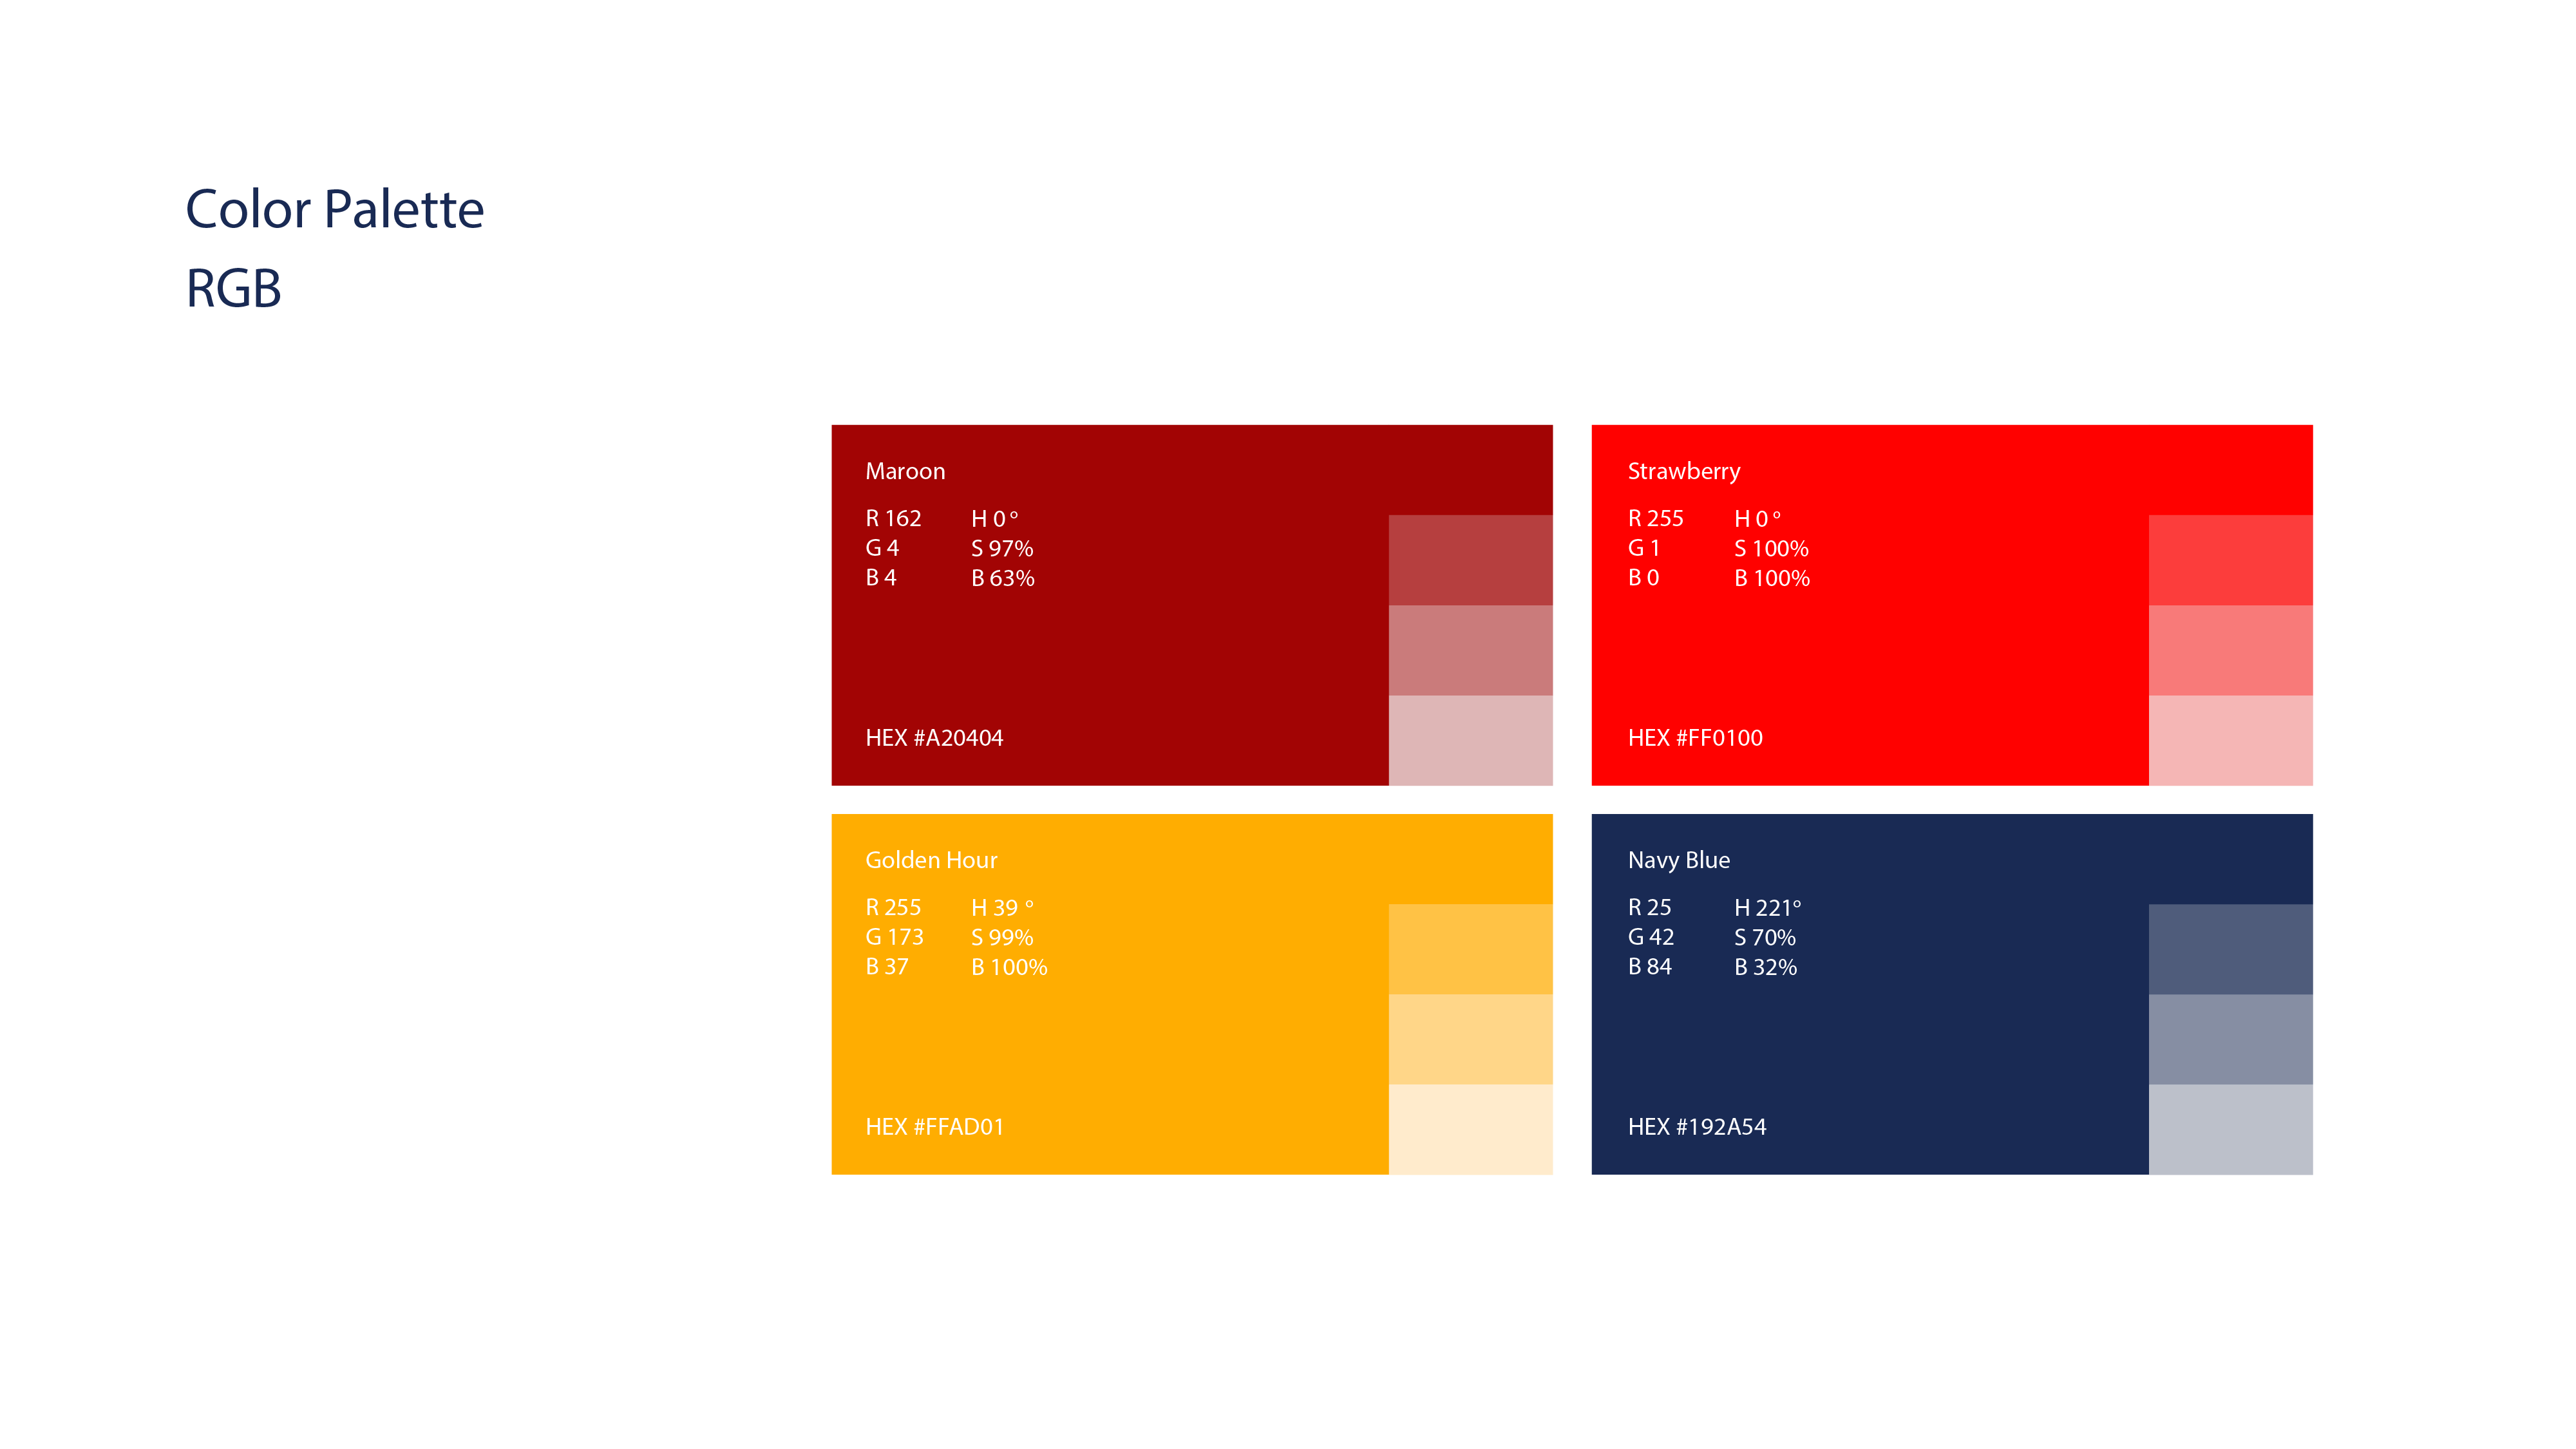 Color Palette
RGB
Maroon
R 162 H 0 °
G 4 S 97%
B 4 B 63%
HEX #A20404
Strawberry
R 255 H 0 °
G 1 S 100%
B 0 B 100%
HEX #FF0100
Golden Hour
R 255 H 39 °
G 173 S 99%
B 37 B 100%
HEX #FFAD01
Navy Blue
R 25 H 221°
G 42 S 70%
B 84 B 32%
HEX #192A54